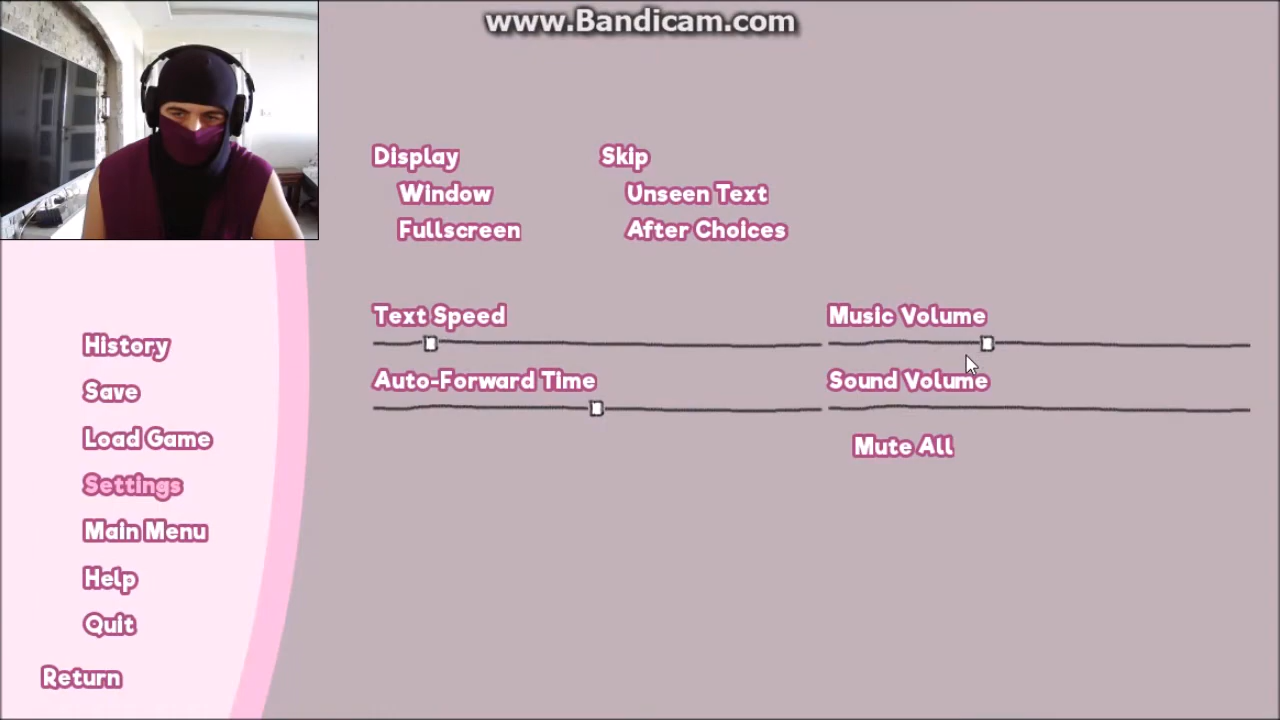 www.Bandicam.com
Display
Window
Fullscreen
Skip
Unseen Text
After Choices
Text Speed
Music Volume
Auto-Forward Time
Sound Volume
Mute All
History
Save
Load Game
Settings
Main Menu
Help
Quit
Return